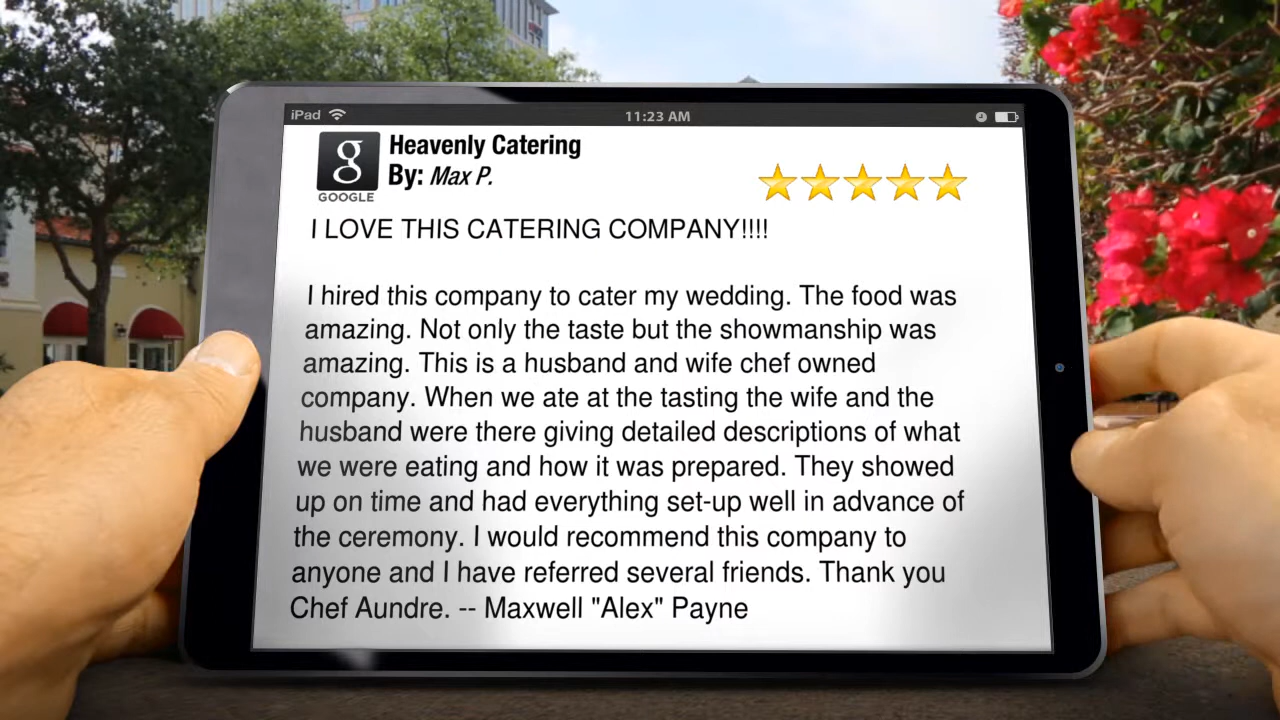 iPad 11:23 AM
g
GOOGLE
Heavenly Catering
By: Max P.
I LOVE THIS CATERING COMPANY!!!!
I hired this company to cater my wedding. The food was
amazing. Not only the taste but the showmanship was
amazing. This is a husband and wife chef owned
company. When we ate at the tasting the wife and the
husband were there giving detailed descriptions of what
we were eating and how it was prepared. They showed
up on time and had everything set-up well in advance of
the ceremony. I would recommend this company to
anyone and I have referred several friends. Thank you
Chef Aundre. -- Maxwell "Alex" Payne